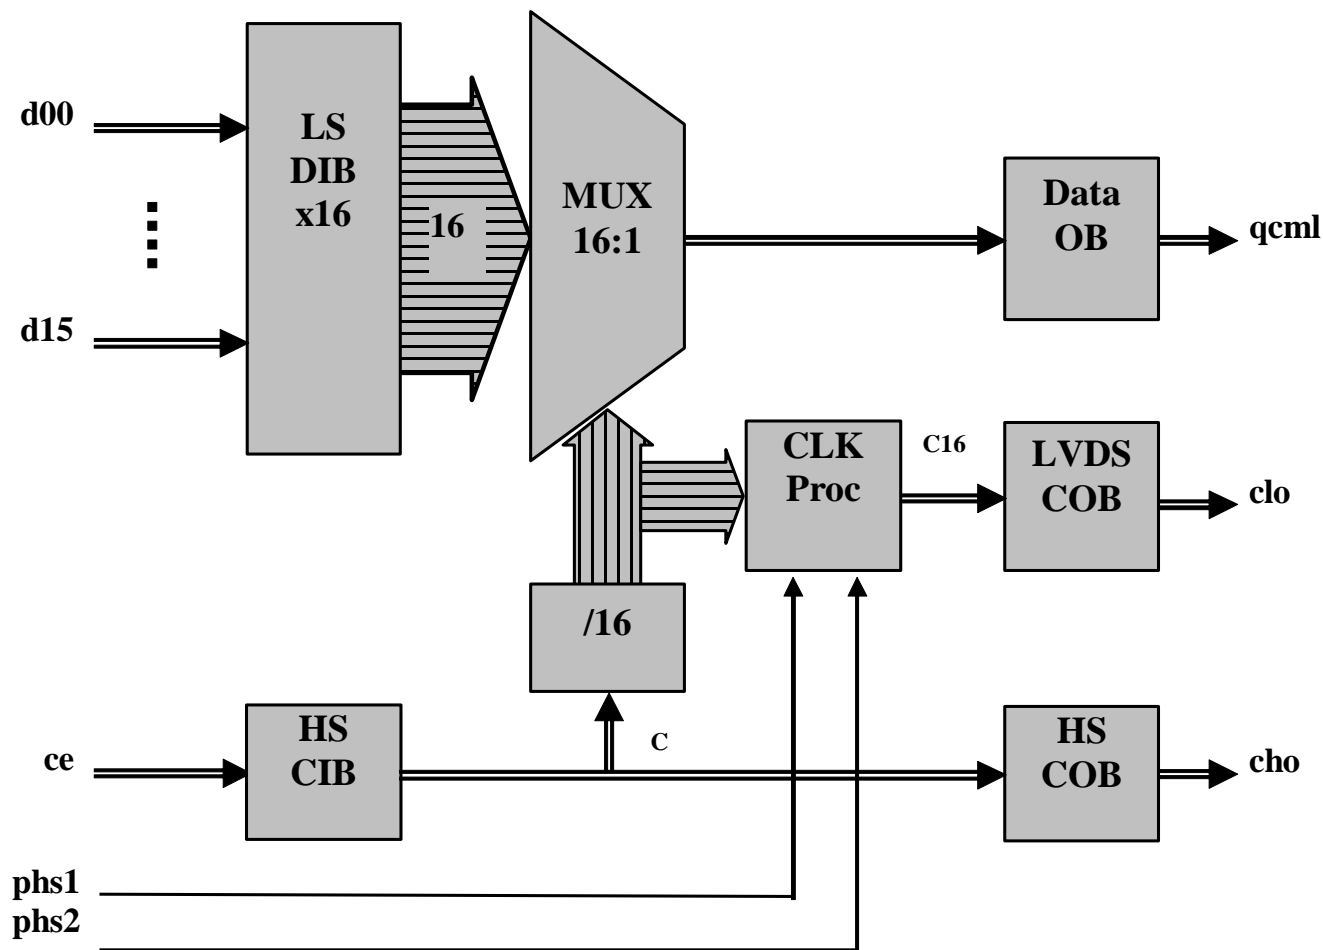 d00
d15
LS
DIB
x16
16
MUX
16:1
Data
OB
qcml
CLK
Proc
C16
LVDS
COB
clo
/16
C
ce
HS
CIB
HS
COB
cho
phs1
phs2